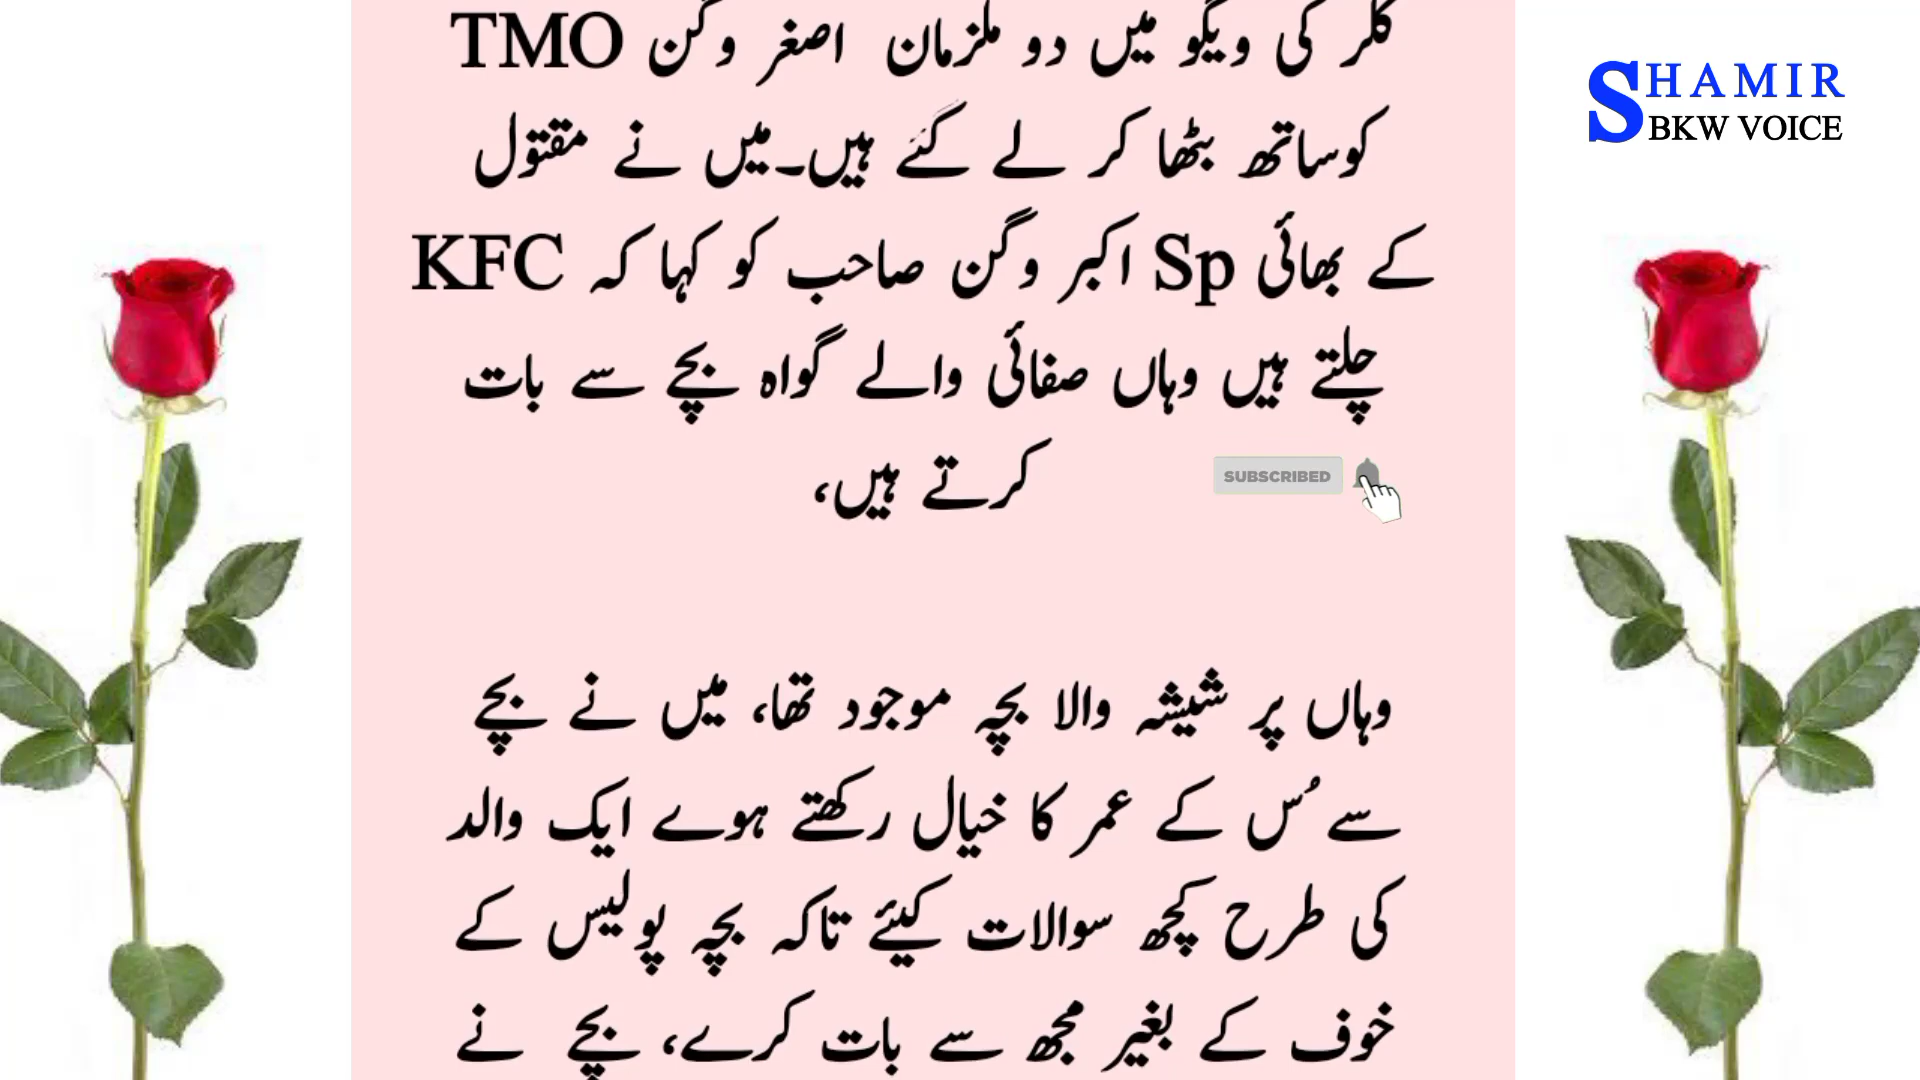 کلر کی ویگو میں دو ملزمان اصغر وگن TMO
کوساتھ بٹھا کر لے گئے ہیں۔میں نے مقتول
کے بھائی Sp اکبر وگن صاحب کو کہا کہ KFC
چلتے ہیں وہاں صفائی والے گواہ بچے سے بات
کرتے ہیں،
وہاں پر شیشہ والا بچہ موجود تھا، میں نے بچے
سے ُس کے عمر کا خیال رکھتے ہوے ایک والد
کی طرح کچھ سوالات کیئے تاکہ بچہ پولیس کے
خوف کے بغیر مجھ سے بات کرے، بچے نے
SHAMIR
BKW VOICE
SUBSCRIBED